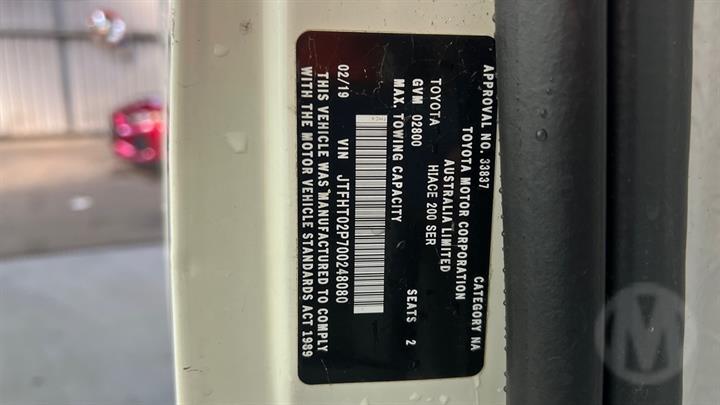 APPROVAL NO. 33837 CATEGORY NA
TOYOTA MOTOR CORPORATION
AUSTRALIA LIMITED
TOYOTA HIACE 200 SER
GVM 02800 SEATS 2
MAX. TOWING CAPACITY
02/19 VIN JTFHT02P700248080
THIS VEHICLE WAS MANUFACTURED TO COMPLY
WITH THE MOTOR VEHICLE STANDARDS ACT 1989
M